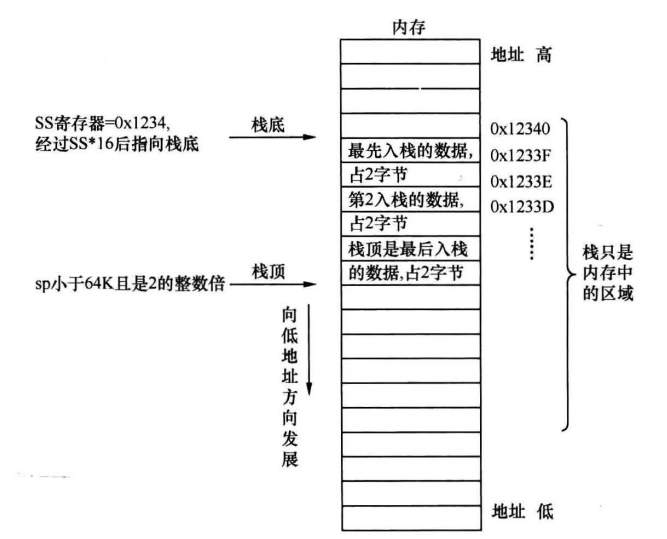 内存
地址 高
SS寄存器=0x1234,
经过SS*16后指向栈底
栈底
0x12340
最先入栈的数据,
占2字节
0x1233F
0x1233E
第2入栈的数据,
占2字节
0x1233D
栈顶是最后入栈
的数据,占2字节
sp小于64K且是2的整数倍
栈顶
栈只是
内存中
的区域
向低地址方向发展
地址 低